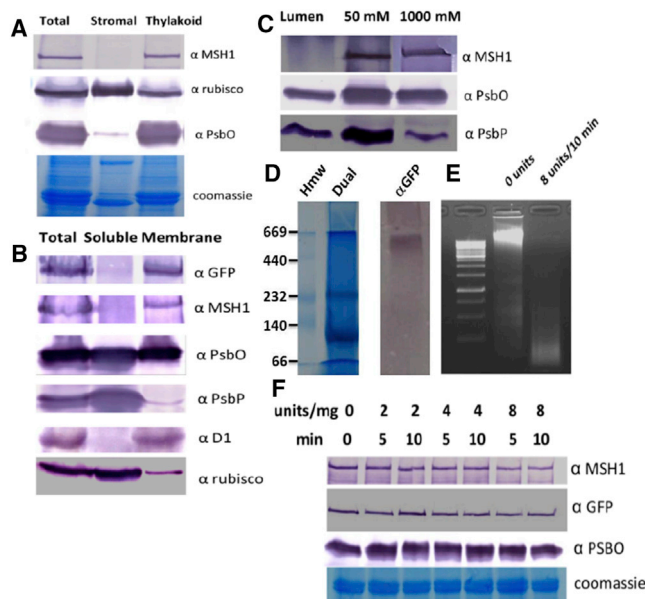 A
Total Stromal Thylakoid
α MSH1
α rubisco
α PsbO
coomassie
B
Total Soluble Membrane
α GFP
α MSH1
α PsbO
α PsbP
α D1
α rubisco
C
Lumen 50 mM 1000 mM
α MSH1
α PsbO
α PsbP
D
Hmw Dual αGFP
669
440
232
140
66
E
0 units 8 units/10 min
F
units/mg 0 2 2 4 4 8 8
min 0 5 10 5 10 5 10
α MSH1
α GFP
α PSBO
coomassie